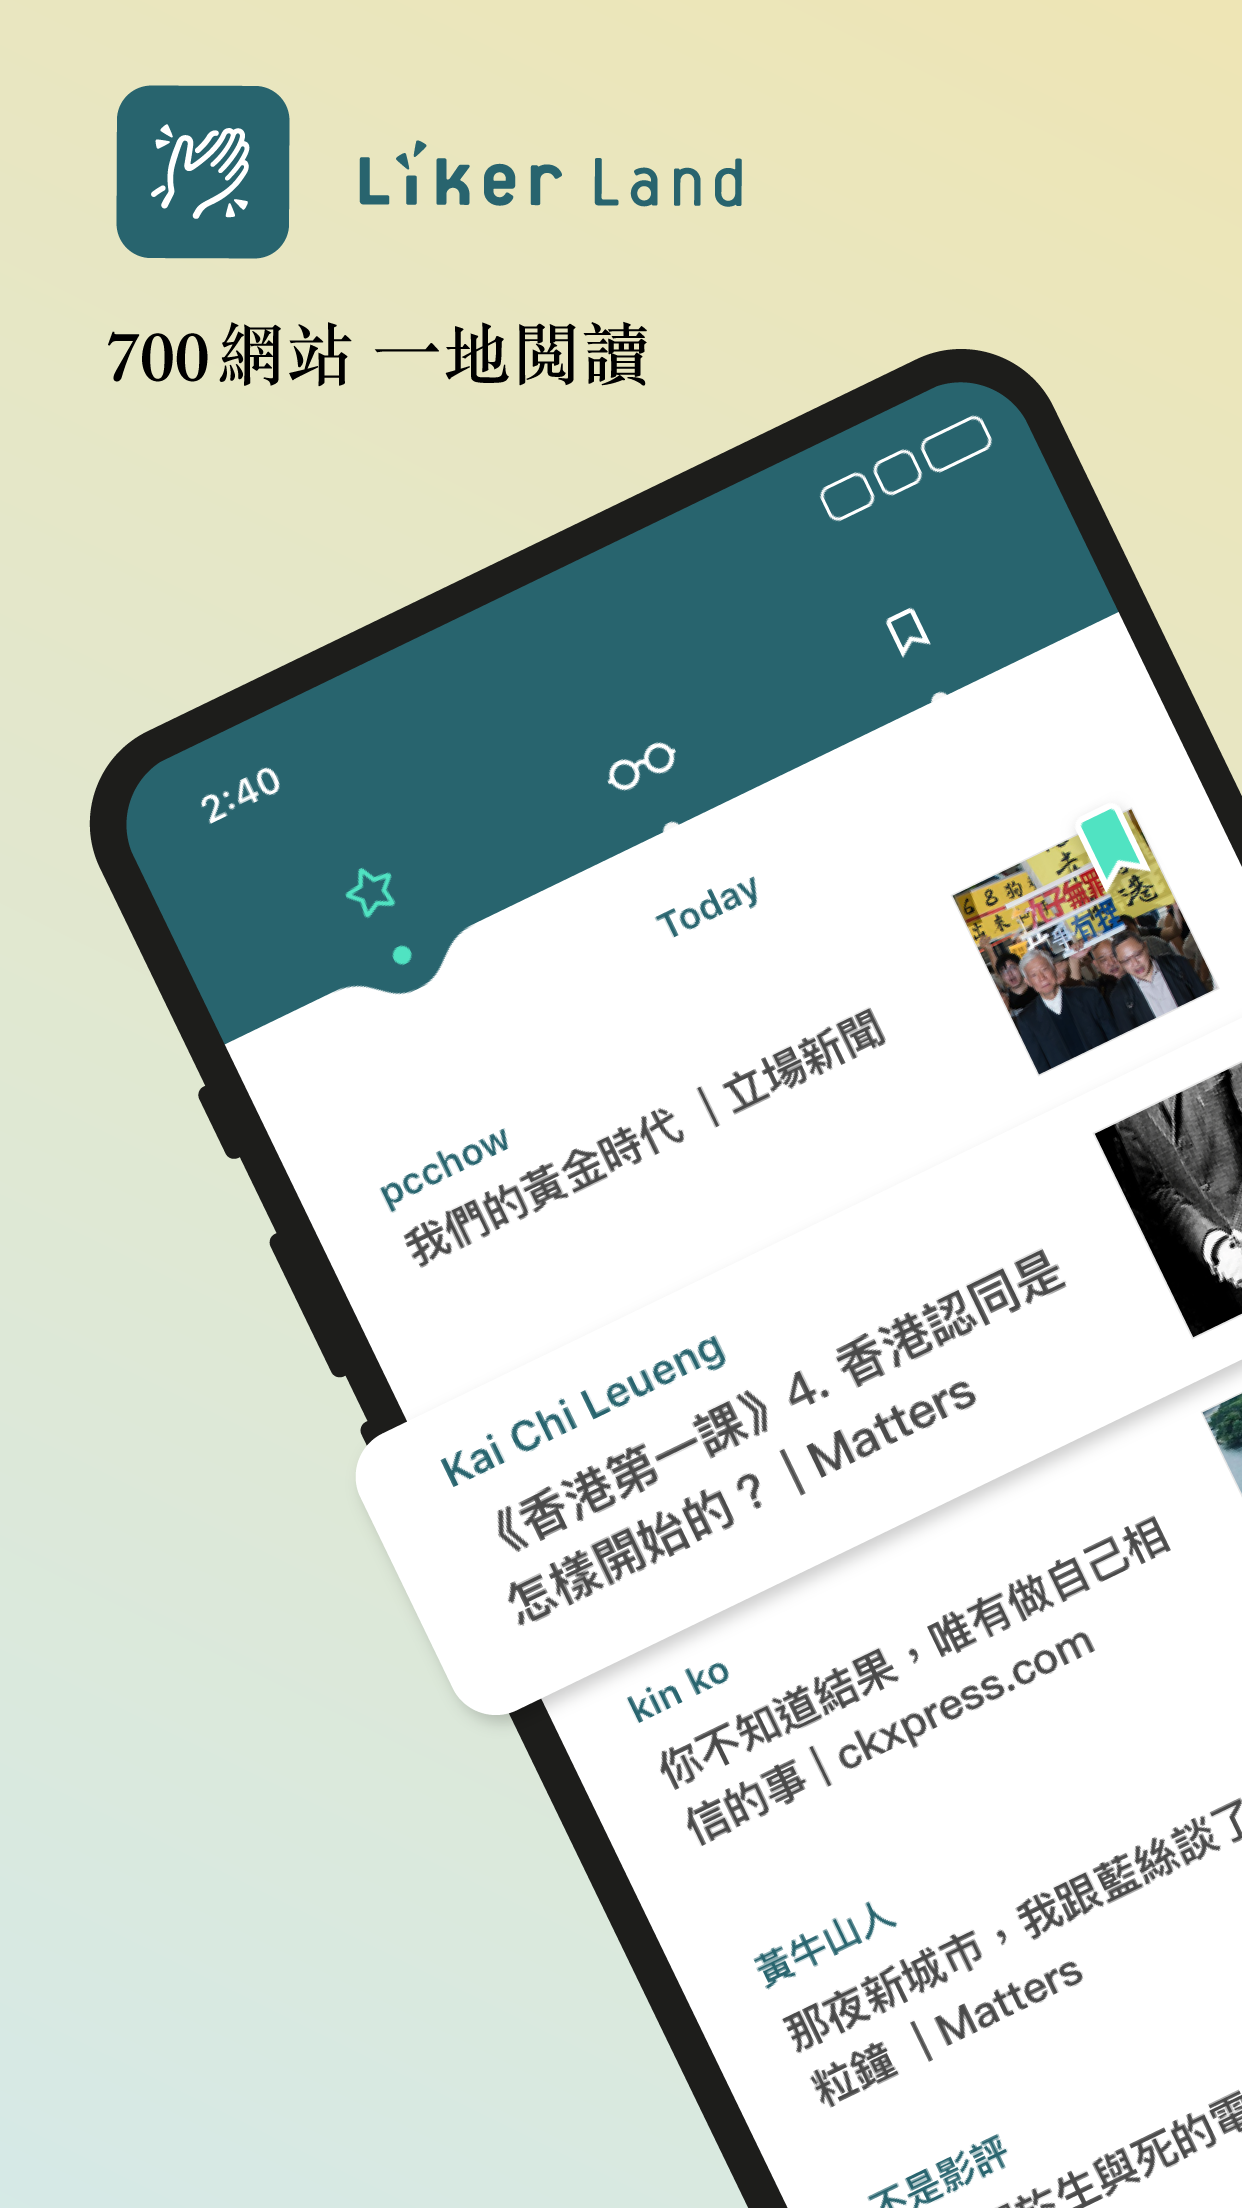 Liker Land
700網站 一地閱讀
2:40
Today
pcchow
我們的黃金時代 ｜立場新聞
Kai Chi Leueng
《香港第一課》4. 香港認同是
怎樣開始的？｜Matters
kin ko
你不知道結果，唯有做自己相
信的事｜ckxpress.com
黃牛山人
那夜新城市，我跟藍絲談了
粒鐘 ｜Matters
不是影評
生與死的電